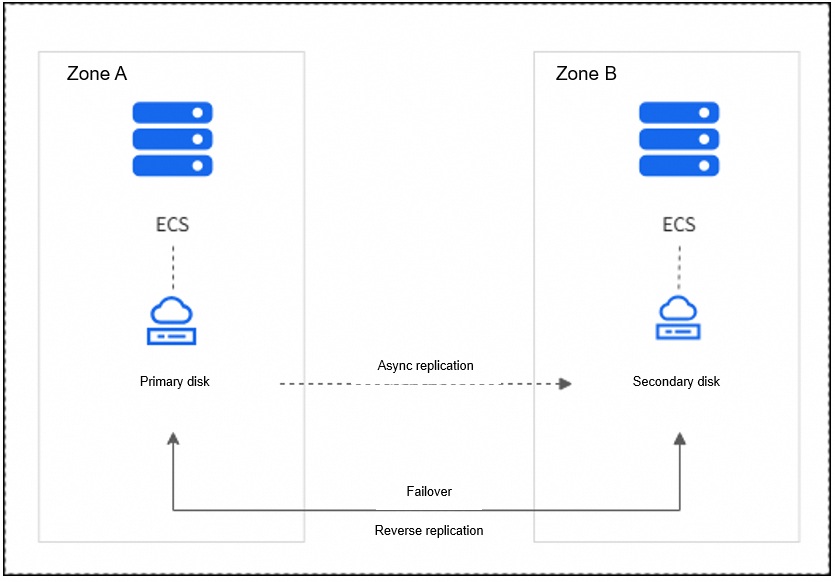 Zone A
Zone B
ECS
ECS
Primary disk
Async replication
Secondary disk
Failover
Reverse replication